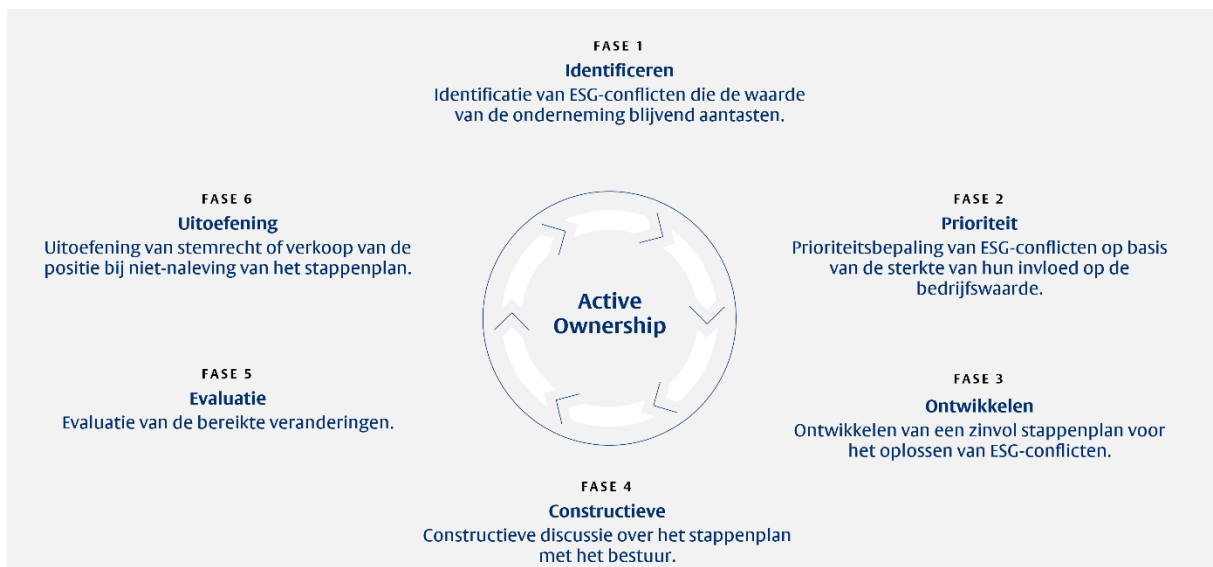 FASE 1
Identificeren
Identificatie van ESG-conflicten die de waarde
van de onderneming blijvend aantasten.
FASE 2
Prioriteit
Prioriteitsbepaling van ESG-conflicten op basis
van de sterkte van hun invloed op de
bedrijfswaarde.
FASE 3
Ontwikkelen
Ontwikkelen van een zinvol stappenplan voor
het oplossen van ESG-conflicten.
FASE 4
Constructieve
Constructieve discussie over het stappenplan
met het bestuur.
FASE 5
Evaluatie
Evaluatie van de bereikte veranderingen.
FASE 6
Uitoefening
Uitoefening van stemrecht of verkoop van de
positie bij niet-naleving van het stappenplan.
Active
Ownership